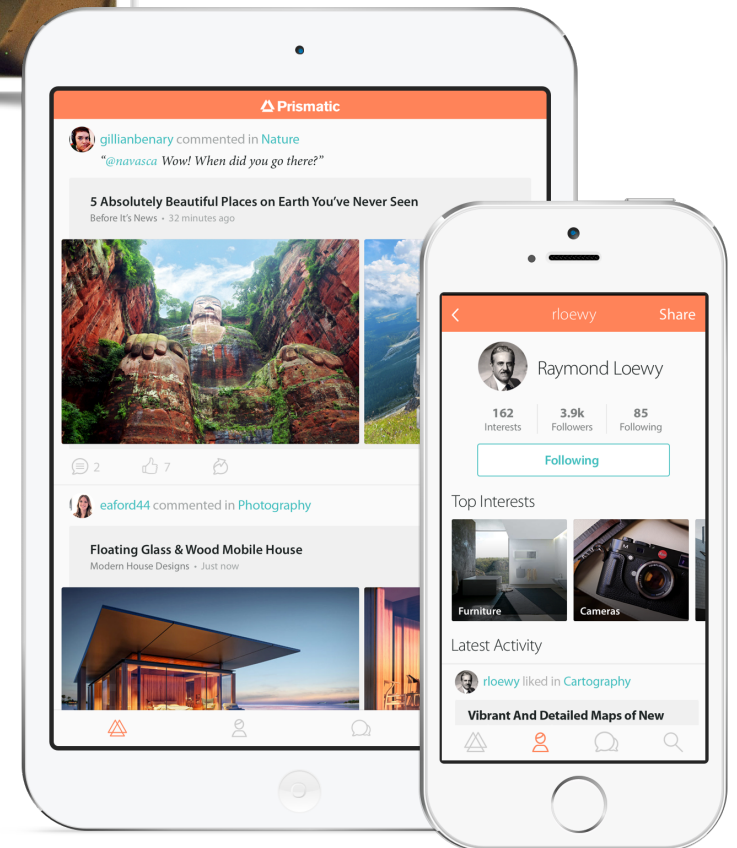 Prismatic
gillianbenary commented in Nature
“@navasca Wow! When did you go there?”
5 Absolutely Beautiful Places on Earth You’ve Never Seen
Before It’s News • 32 minutes ago
2
7
eaford44 commented in Photography
Floating Glass & Wood Mobile House
Modern House Designs • Just now
rloewy
Share
Raymond Loewy
162
Interests
3.9k
Followers
85
Following
Following
Top Interests
Furniture
Cameras
Latest Activity
rloewy liked in Cartography
Vibrant And Detailed Maps of New